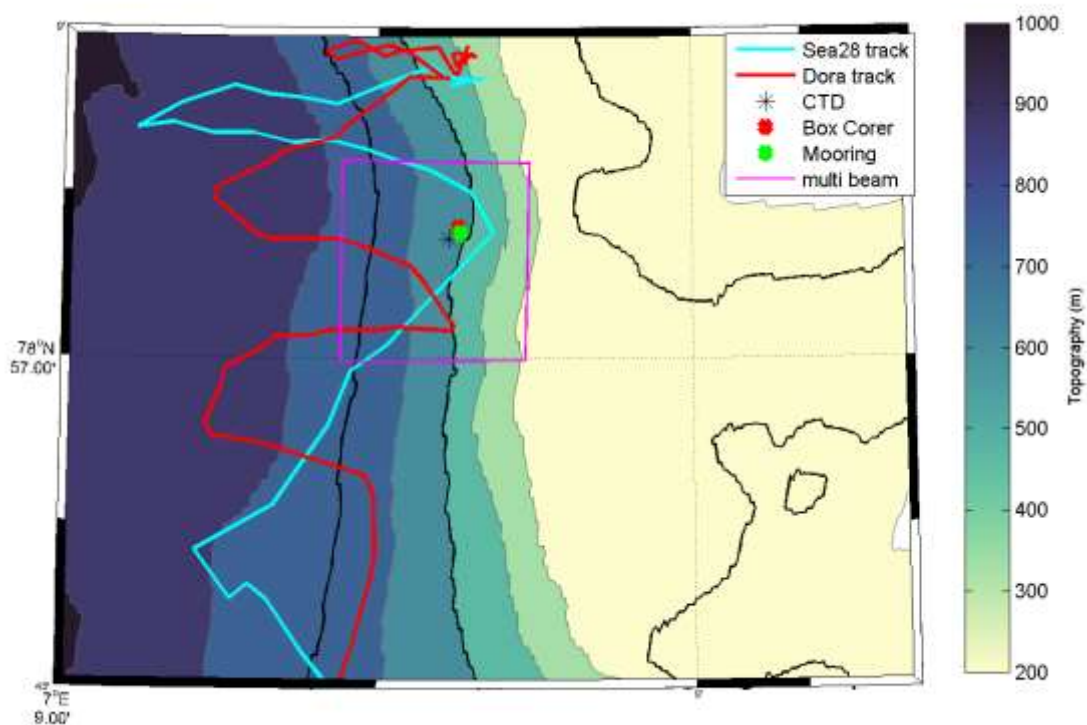 Sea28 track
Dora track
CTD
Box Corer
Mooring
multi beam
78°N
57.00'
7°E
9.00'
1000
900
800
700
600
500
400
300
200
Topography (m)